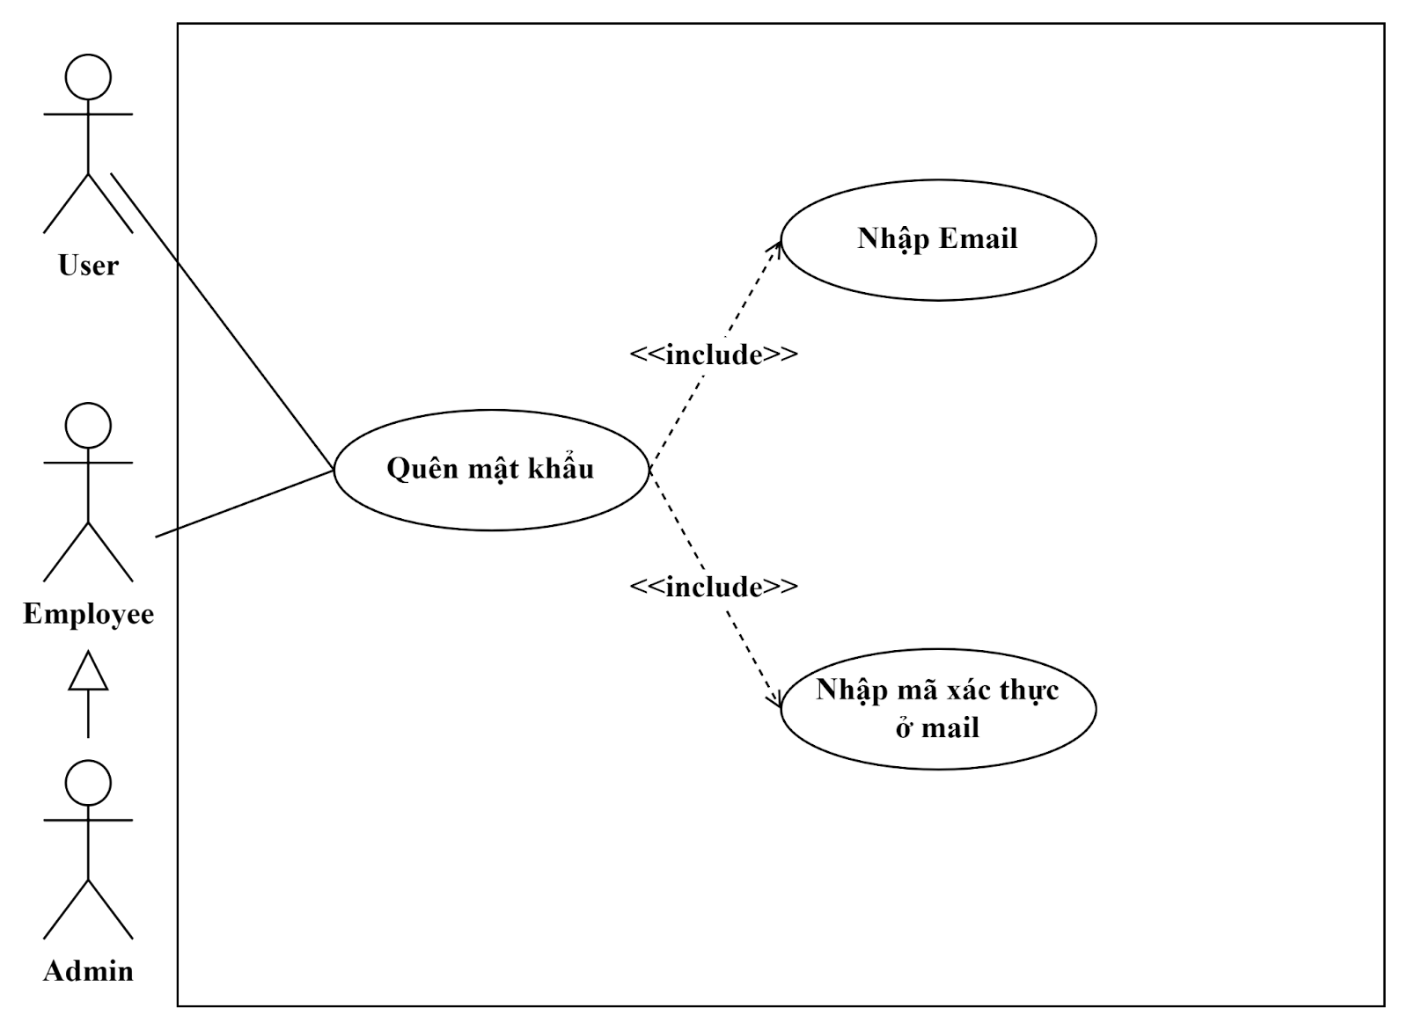 User
Nhập Email
<<include>>
Quên mật khẩu
<<include>>
Employee
Nhập mã xác thực
ở mail
Admin